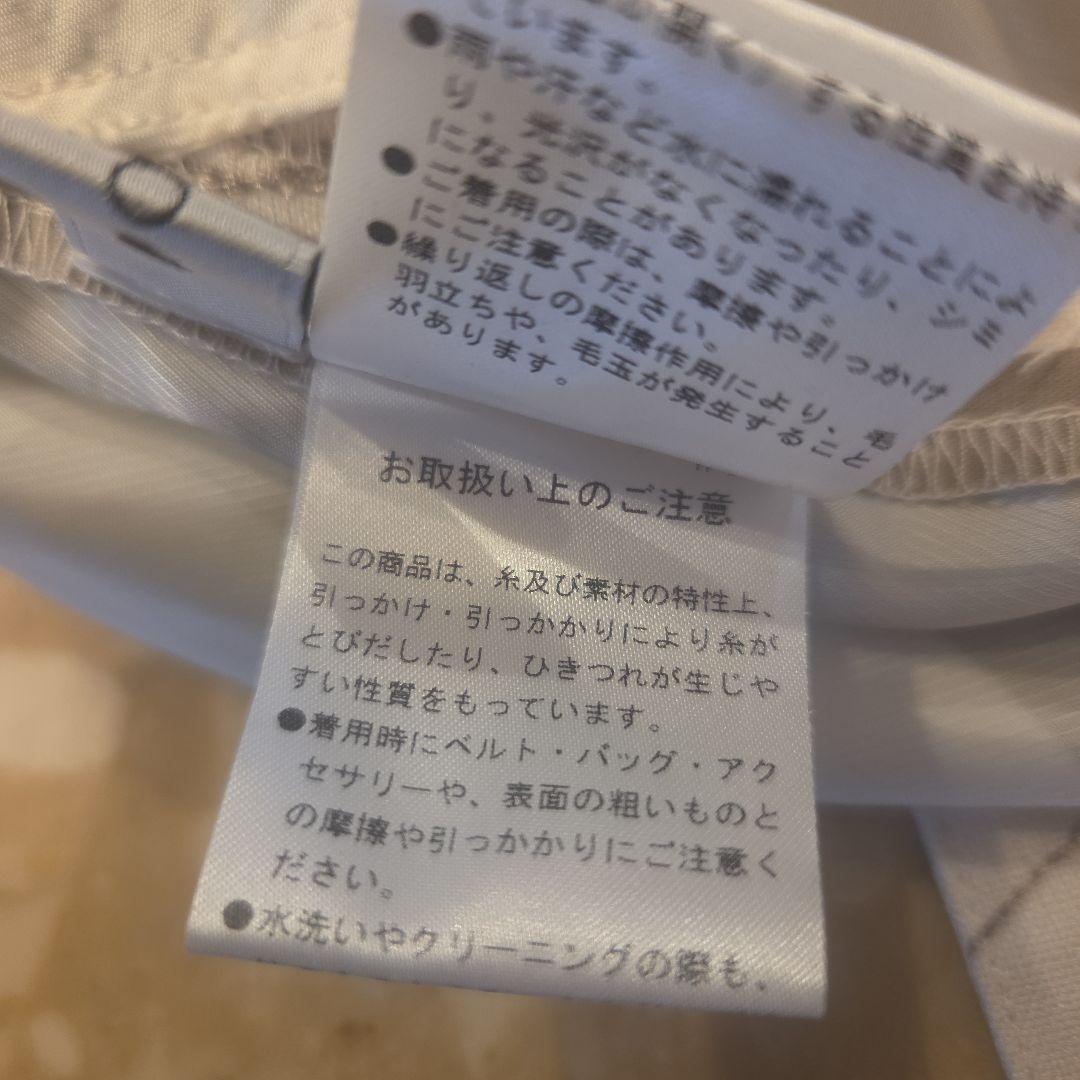 ています。
●雨や汗など水に濡れることによ
り、光沢がなくなったり、シミ
になることがあります。
●ご着用の際は、摩擦や引っかけ
にご注意ください。
●繰り返しの摩擦作用により、毛
羽立ちや、毛玉が発生すること
があります。
お取扱い上のご注意
この商品は、糸及び素材の特性上、
引っかけ・引っかかりにより糸が
とびだしたり、ひきつれが生じや
すい性質をもっています。
●着用時にベルト・バッグ・アク
セサリーや、表面の粗いものと
の摩擦や引っかかりにご注意く
ださい。
●水洗いやクリーニングの際も、